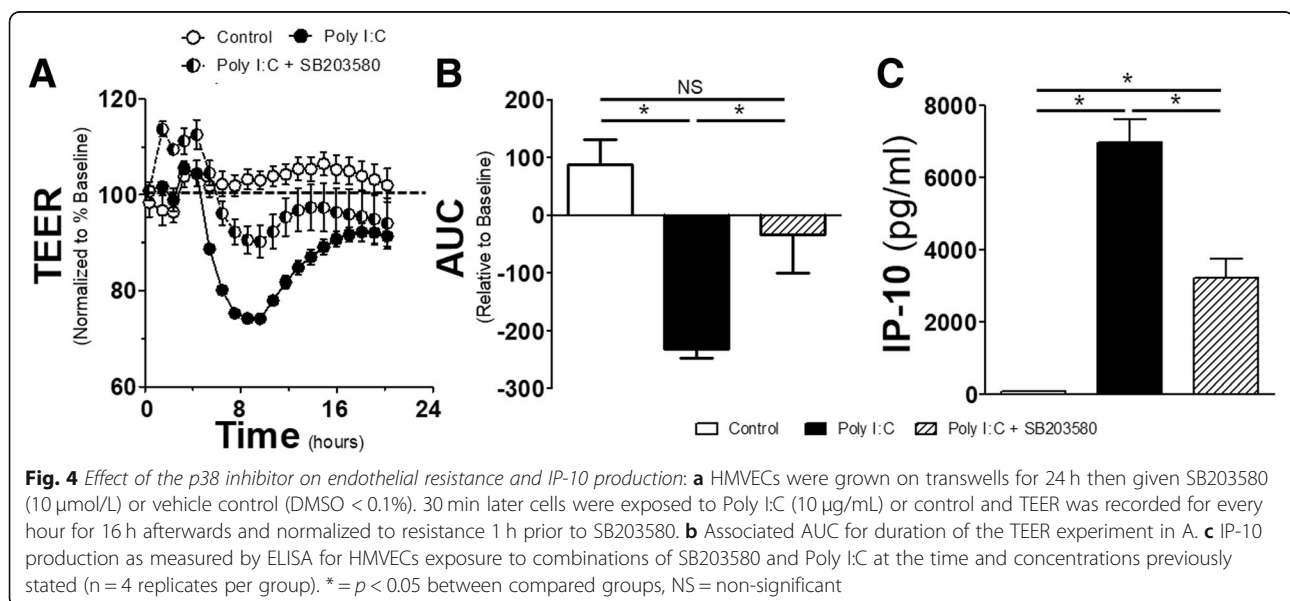 Control Poly I:C
Poly I:C + SB203580
A
TEER
(Normalized to % Baseline)
120
100
80
60
0 8 16 24
Time (hours)
B
AUC
(Relative to Baseline)
200
100
0
-100
-200
-300
NS
* *
C
IP-10 (pg/ml)
8000
6000
4000
2000
0
*
* *
Control Poly I:C Poly I:C + SB203580
Fig. 4 Effect of the p38 inhibitor on endothelial resistance and IP-10 production: a HMVECs were grown on transwells for 24 h then given SB203580
(10 μmol/L) or vehicle control (DMSO < 0.1%). 30 min later cells were exposed to Poly I:C (10 μg/mL) or control and TEER was recorded for every
hour for 16 h afterwards and normalized to resistance 1 h prior to SB203580. b Associated AUC for duration of the TEER experiment in A. c IP-10
production as measured by ELISA for HMVECs exposure to combinations of SB203580 and Poly I:C at the time and concentrations previously
stated (n = 4 replicates per group). * = p < 0.05 between compared groups, NS = non-significant